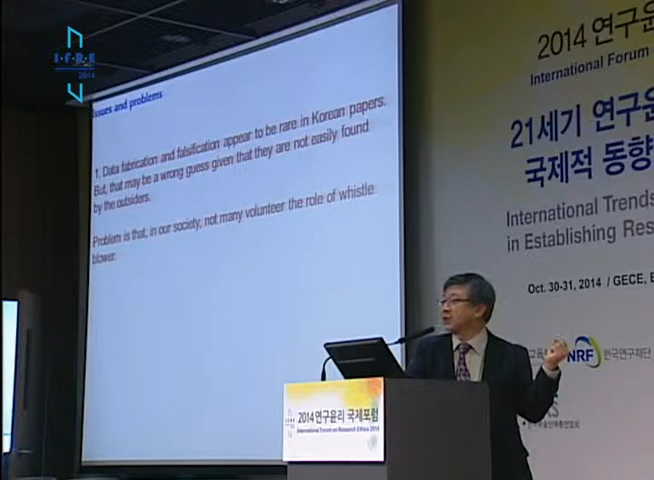 I·F·R·E
2014
Issues and problems
1. Data fabrication and falsification appear to be rare in Korean papers.
But, that may be a wrong guess given that they are not easily found
by the outsiders.
Problem is that, in our society, not many volunteer the role of whistle
blower.
2014 연구윤
International Forum
21세기 연구윤
국제적 동향
International Trends
in Establishing Res
Oct. 30-31, 2014 / GECE, E
교육부
NRF 한국연구재단
2014 연구윤리 국제포럼
International Forum on Research Ethics 2014